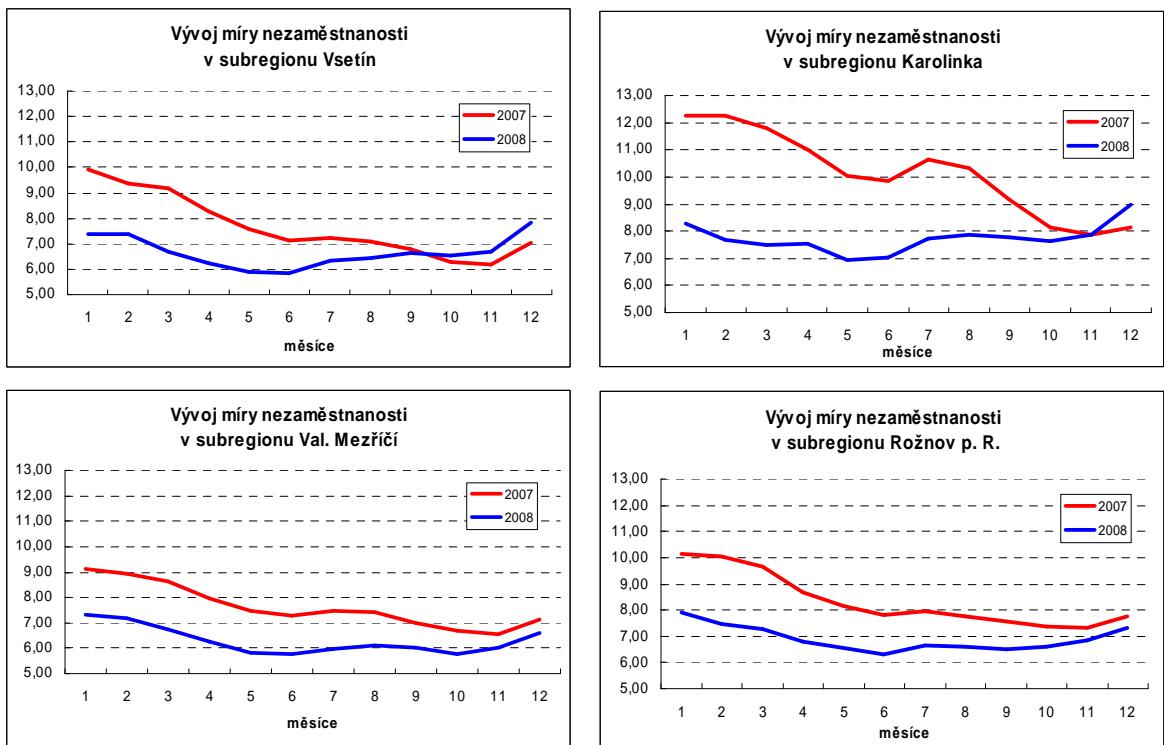 Vývoj míry nezaměstnanosti
v subregionu Vsetín
13,00
12,00
11,00
10,00
9,00
8,00
7,00
6,00
5,00
2007
2008
1 2 3 4 5 6 7 8 9 10 11 12
měsíce
Vývoj míry nezaměstnanosti
v subregionu Karolinka
13,00
12,00
11,00
10,00
9,00
8,00
7,00
6,00
5,00
2007
2008
1 2 3 4 5 6 7 8 9 10 11 12
měsíce
Vývoj míry nezaměstnanosti
v subregionu Val. Mezříčí
13,00
12,00
11,00
10,00
9,00
8,00
7,00
6,00
5,00
2007
2008
1 2 3 4 5 6 7 8 9 10 11 12
měsíce
Vývoj míry nezaměstnanosti
v subregionu Rožnov p. R.
13,00
12,00
11,00
10,00
9,00
8,00
7,00
6,00
5,00
2007
2008
1 2 3 4 5 6 7 8 9 10 11 12
měsíce